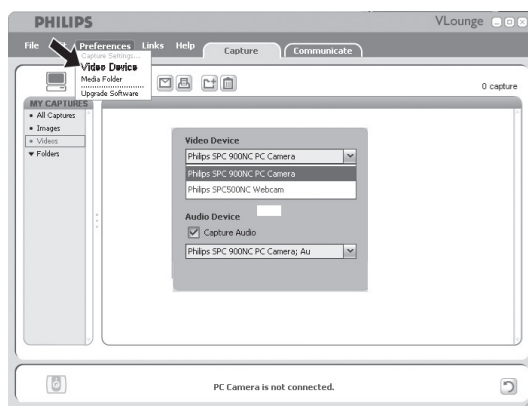 PHILIPS
VLounge
File
Preferences Links Help
Capture
Communicate
Capture Settings...
Video Device
Media Folder
Upgrade Software
0 capture
MY CAPTURES
All Captures
Images
Videos
Folders
Video Device
Philips SPC 900NC PC Camera
Philips SPC 900NC PC Camera
Philips SPC500NC Webcam
Audio Device
Capture Audio
Philips SPC 900NC PC Camera; Au
PC Camera is not connected.